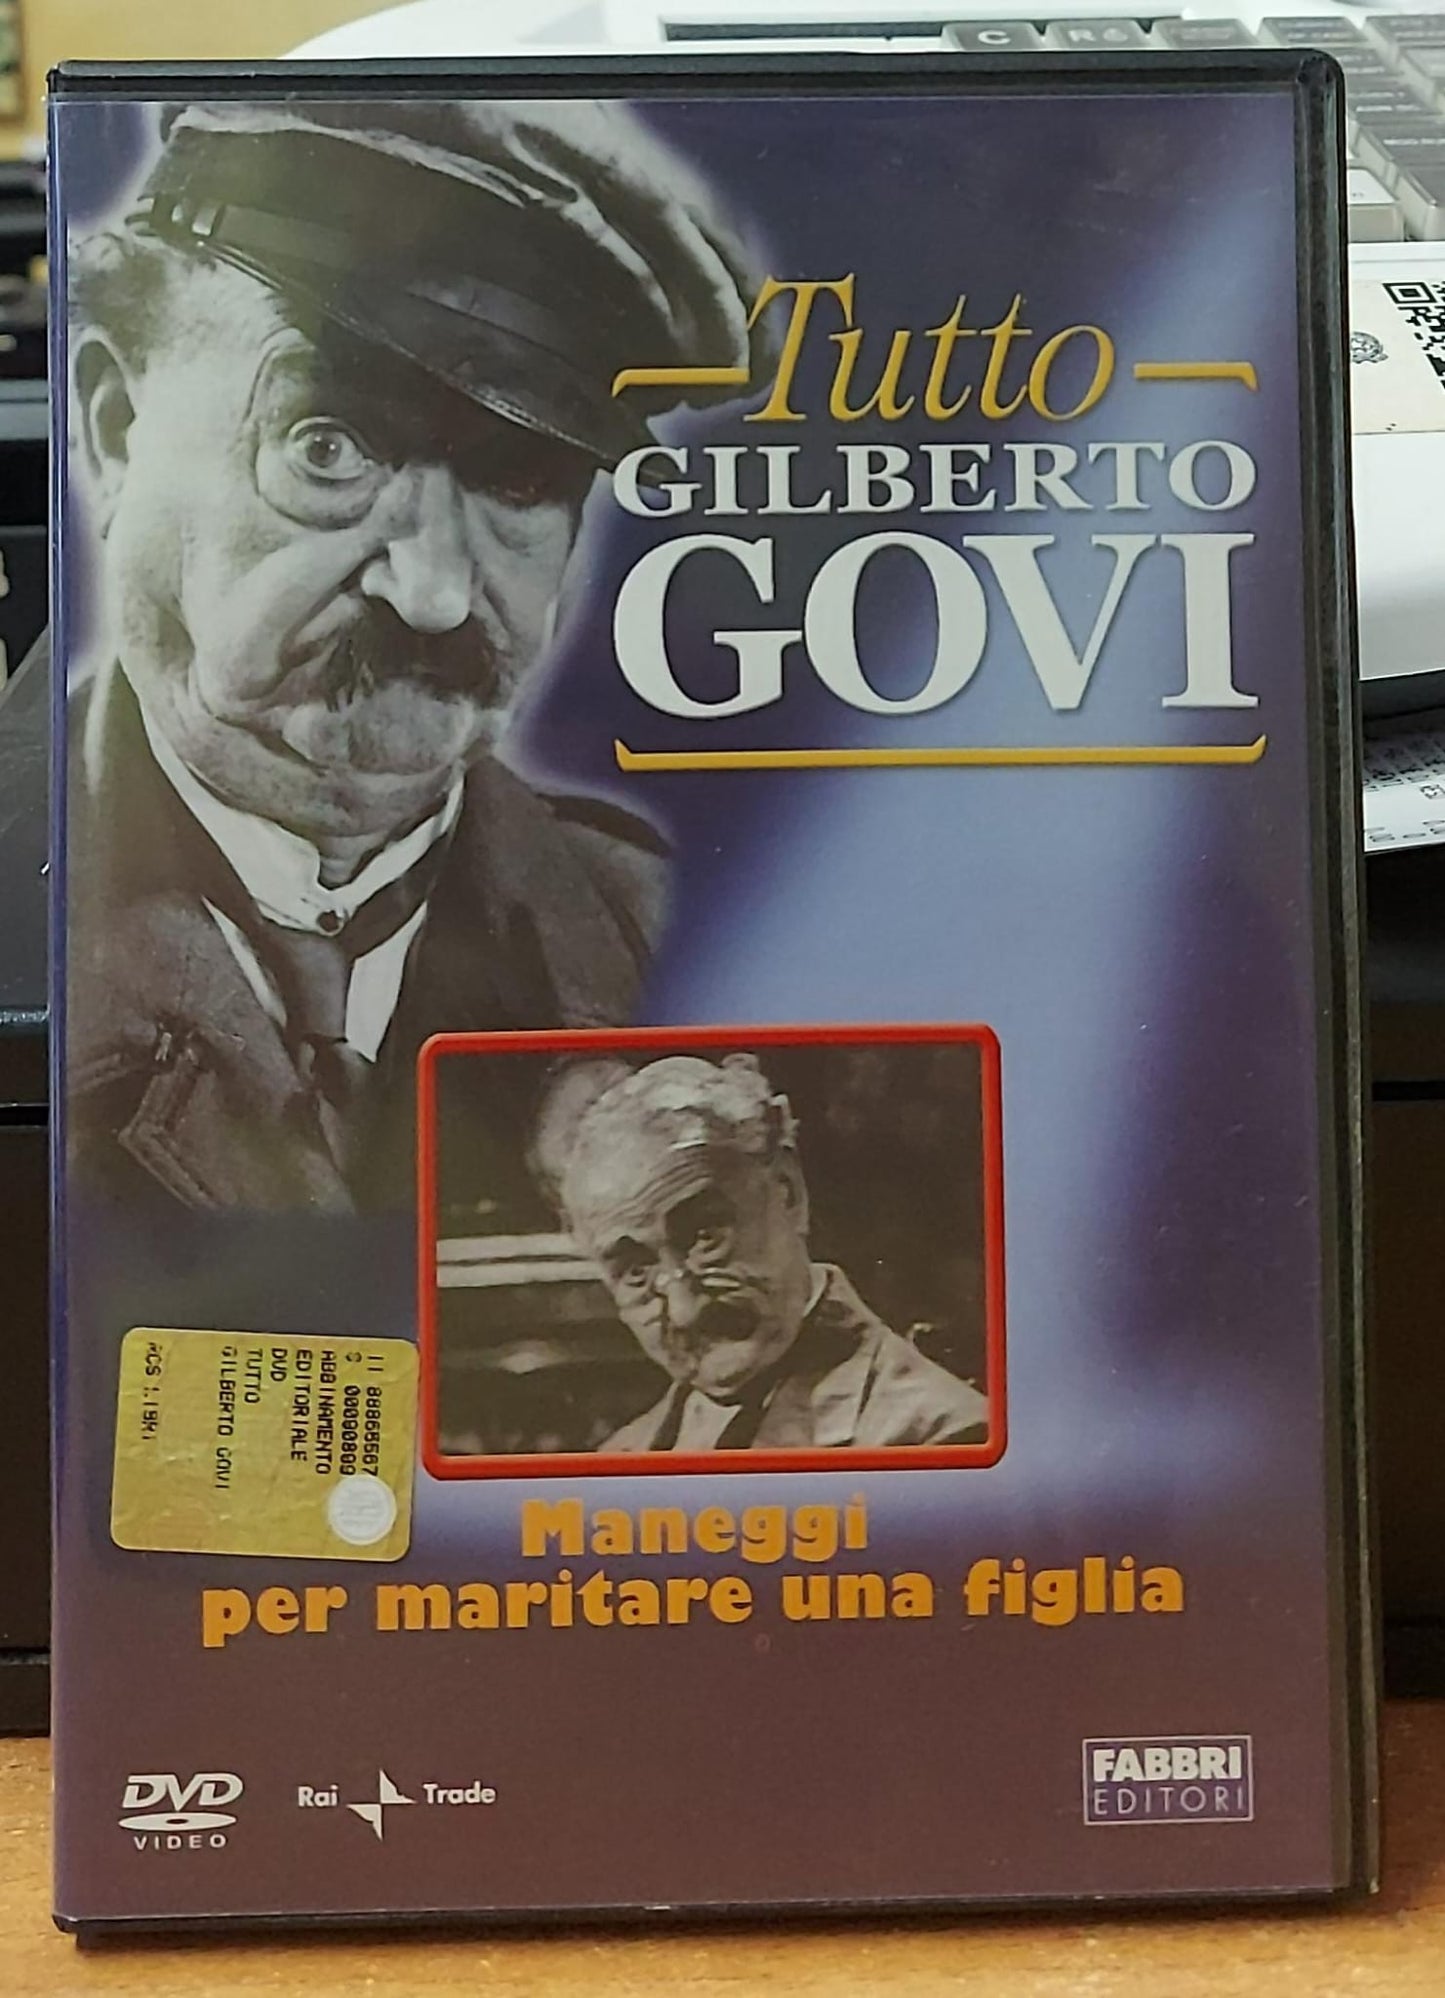 C
Tutto
GILBERTO
GOVI
ABBINAMENTO
EDITORIALE
DVD
TUTTO
GILBERTO GOVI
Maneggi
per maritare una figlia
DVD
VIDEO
Rai Trade
FABBRI
EDITORI